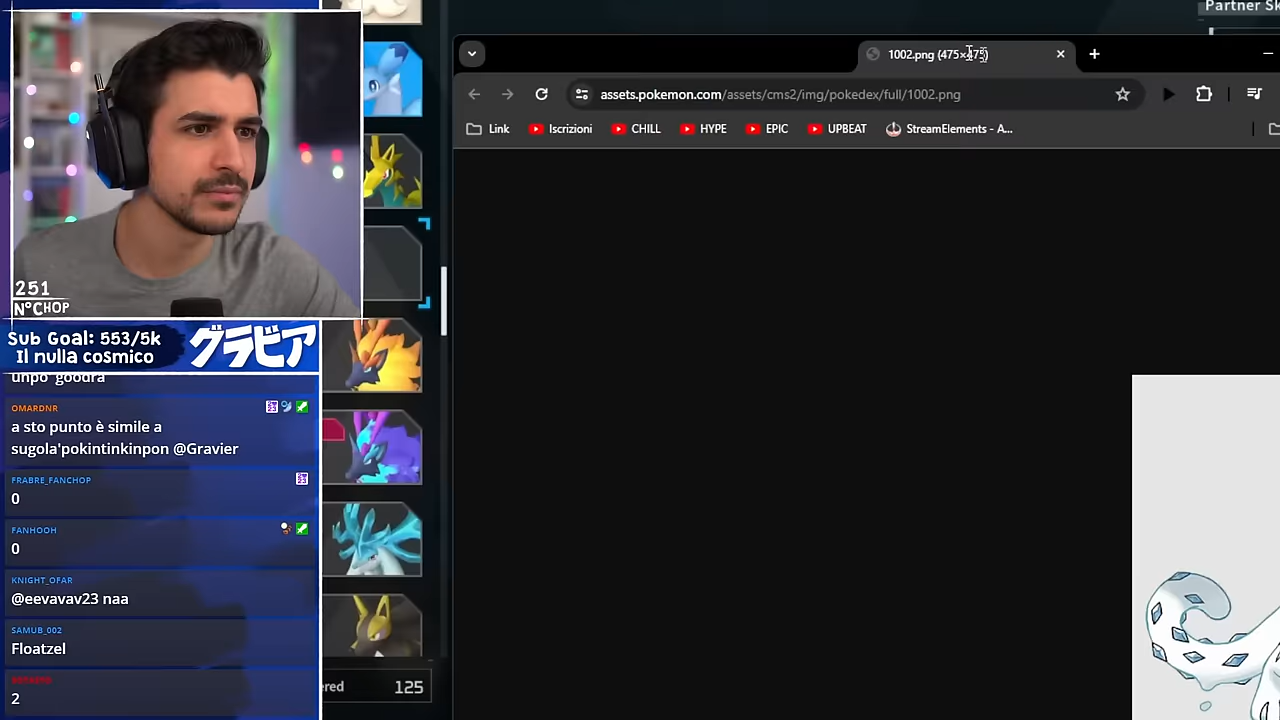 Partner Sk
1002.png (475×475)
assets.pokemon.com/assets/cms2/img/pokedex/full/1002.png
Link
Iscrizioni
CHILL
HYPE
EPIC
UPBEAT
StreamElements - A...
251
N°CHOP
Sub Goal: 553/5k
Il nulla cosmico
グラビア
unpo goodra
OMARDNR
a sto punto è simile a
sugola'pokintinkinpon @Gravier
FRABRE_FANCHOP
0
FANHOOH
0
KNIGHT_OFAR
@eevavav23 naa
SAMUB_002
Floatzel
2
ered
125